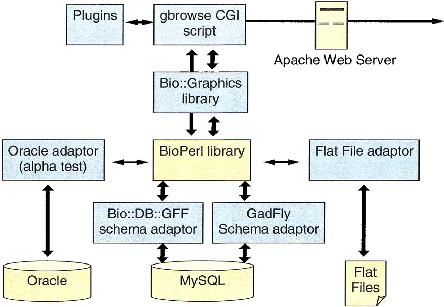 Plugins
gbrowse CGI
script
Apache Web Server
Bio::Graphics
library
Oracle adaptor
(alpha test)
BioPerl library
Flat File adaptor
Bio::DB::GFF
schema adaptor
GadFly
Schema adaptor
Oracle
MySQL
Flat
Files